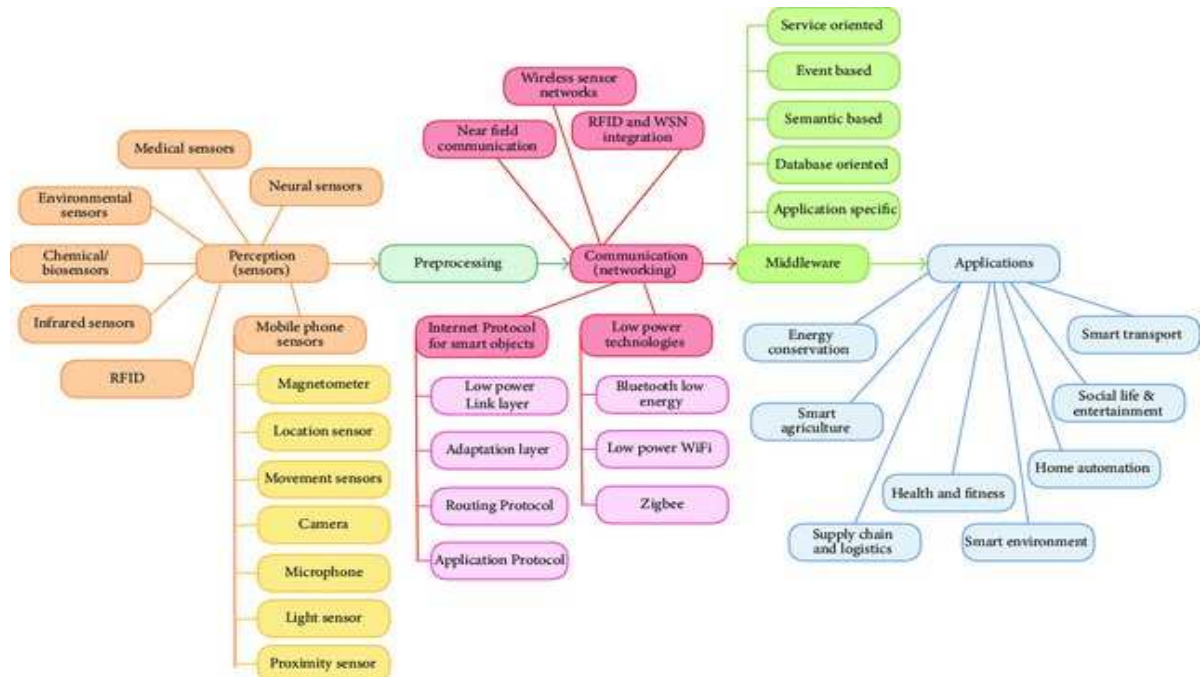 Service oriented
Event based
Semantic based
Database oriented
Application specific
Wireless sensor
networks
RFID and WSN
integration
Near field
communication
Medical sensors
Neural sensors
Environmental
sensors
Chemical/
biosensors
Infrared sensors
RFID
Perception
(sensors)
Preprocessing
Communication
(networking)
Middleware
Applications
Mobile phone
sensors
Magnetometer
Location sensor
Movement sensors
Camera
Microphone
Light sensor
Proximity sensor
Internet Protocol
for smart objects
Low power
Link layer
Adaptation layer
Routing Protocol
Application Protocol
Low power
technologies
Bluetooth low
energy
Low power WiFi
Zigbee
Energy
conservation
Smart
agriculture
Supply chain
and logistics
Health and fitness
Smart environment
Home automation
Social life &
entertainment
Smart transport